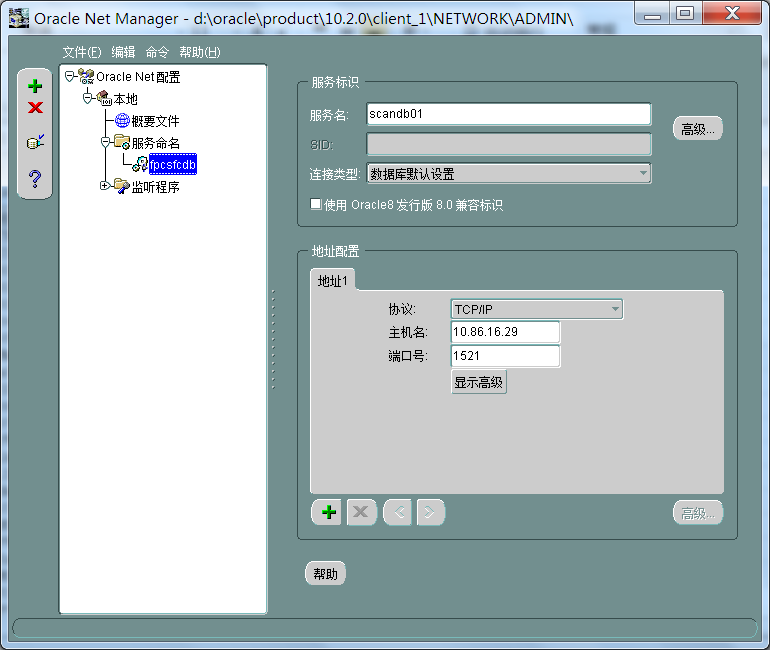 Oracle Net Manager - d:\oracle\product\10.2.0\client_1\NETWORK\ADMIN\
文件(F) 编辑 命令 帮助(H)
Oracle Net 配置
本地
概要文件
服务命名
fpcsfcdb
监听程序
服务标识
服务名: scandb01
SID:
连接类型: 数据库默认设置
高级...
使用 Oracle8 发行版 8.0 兼容标识
地址配置
地址1
协议: TCP/IP
主机名: 10.86.16.29
端口号: 1521
显示高级
高级...
帮助